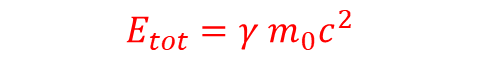 E_tot = γ m_0c^2